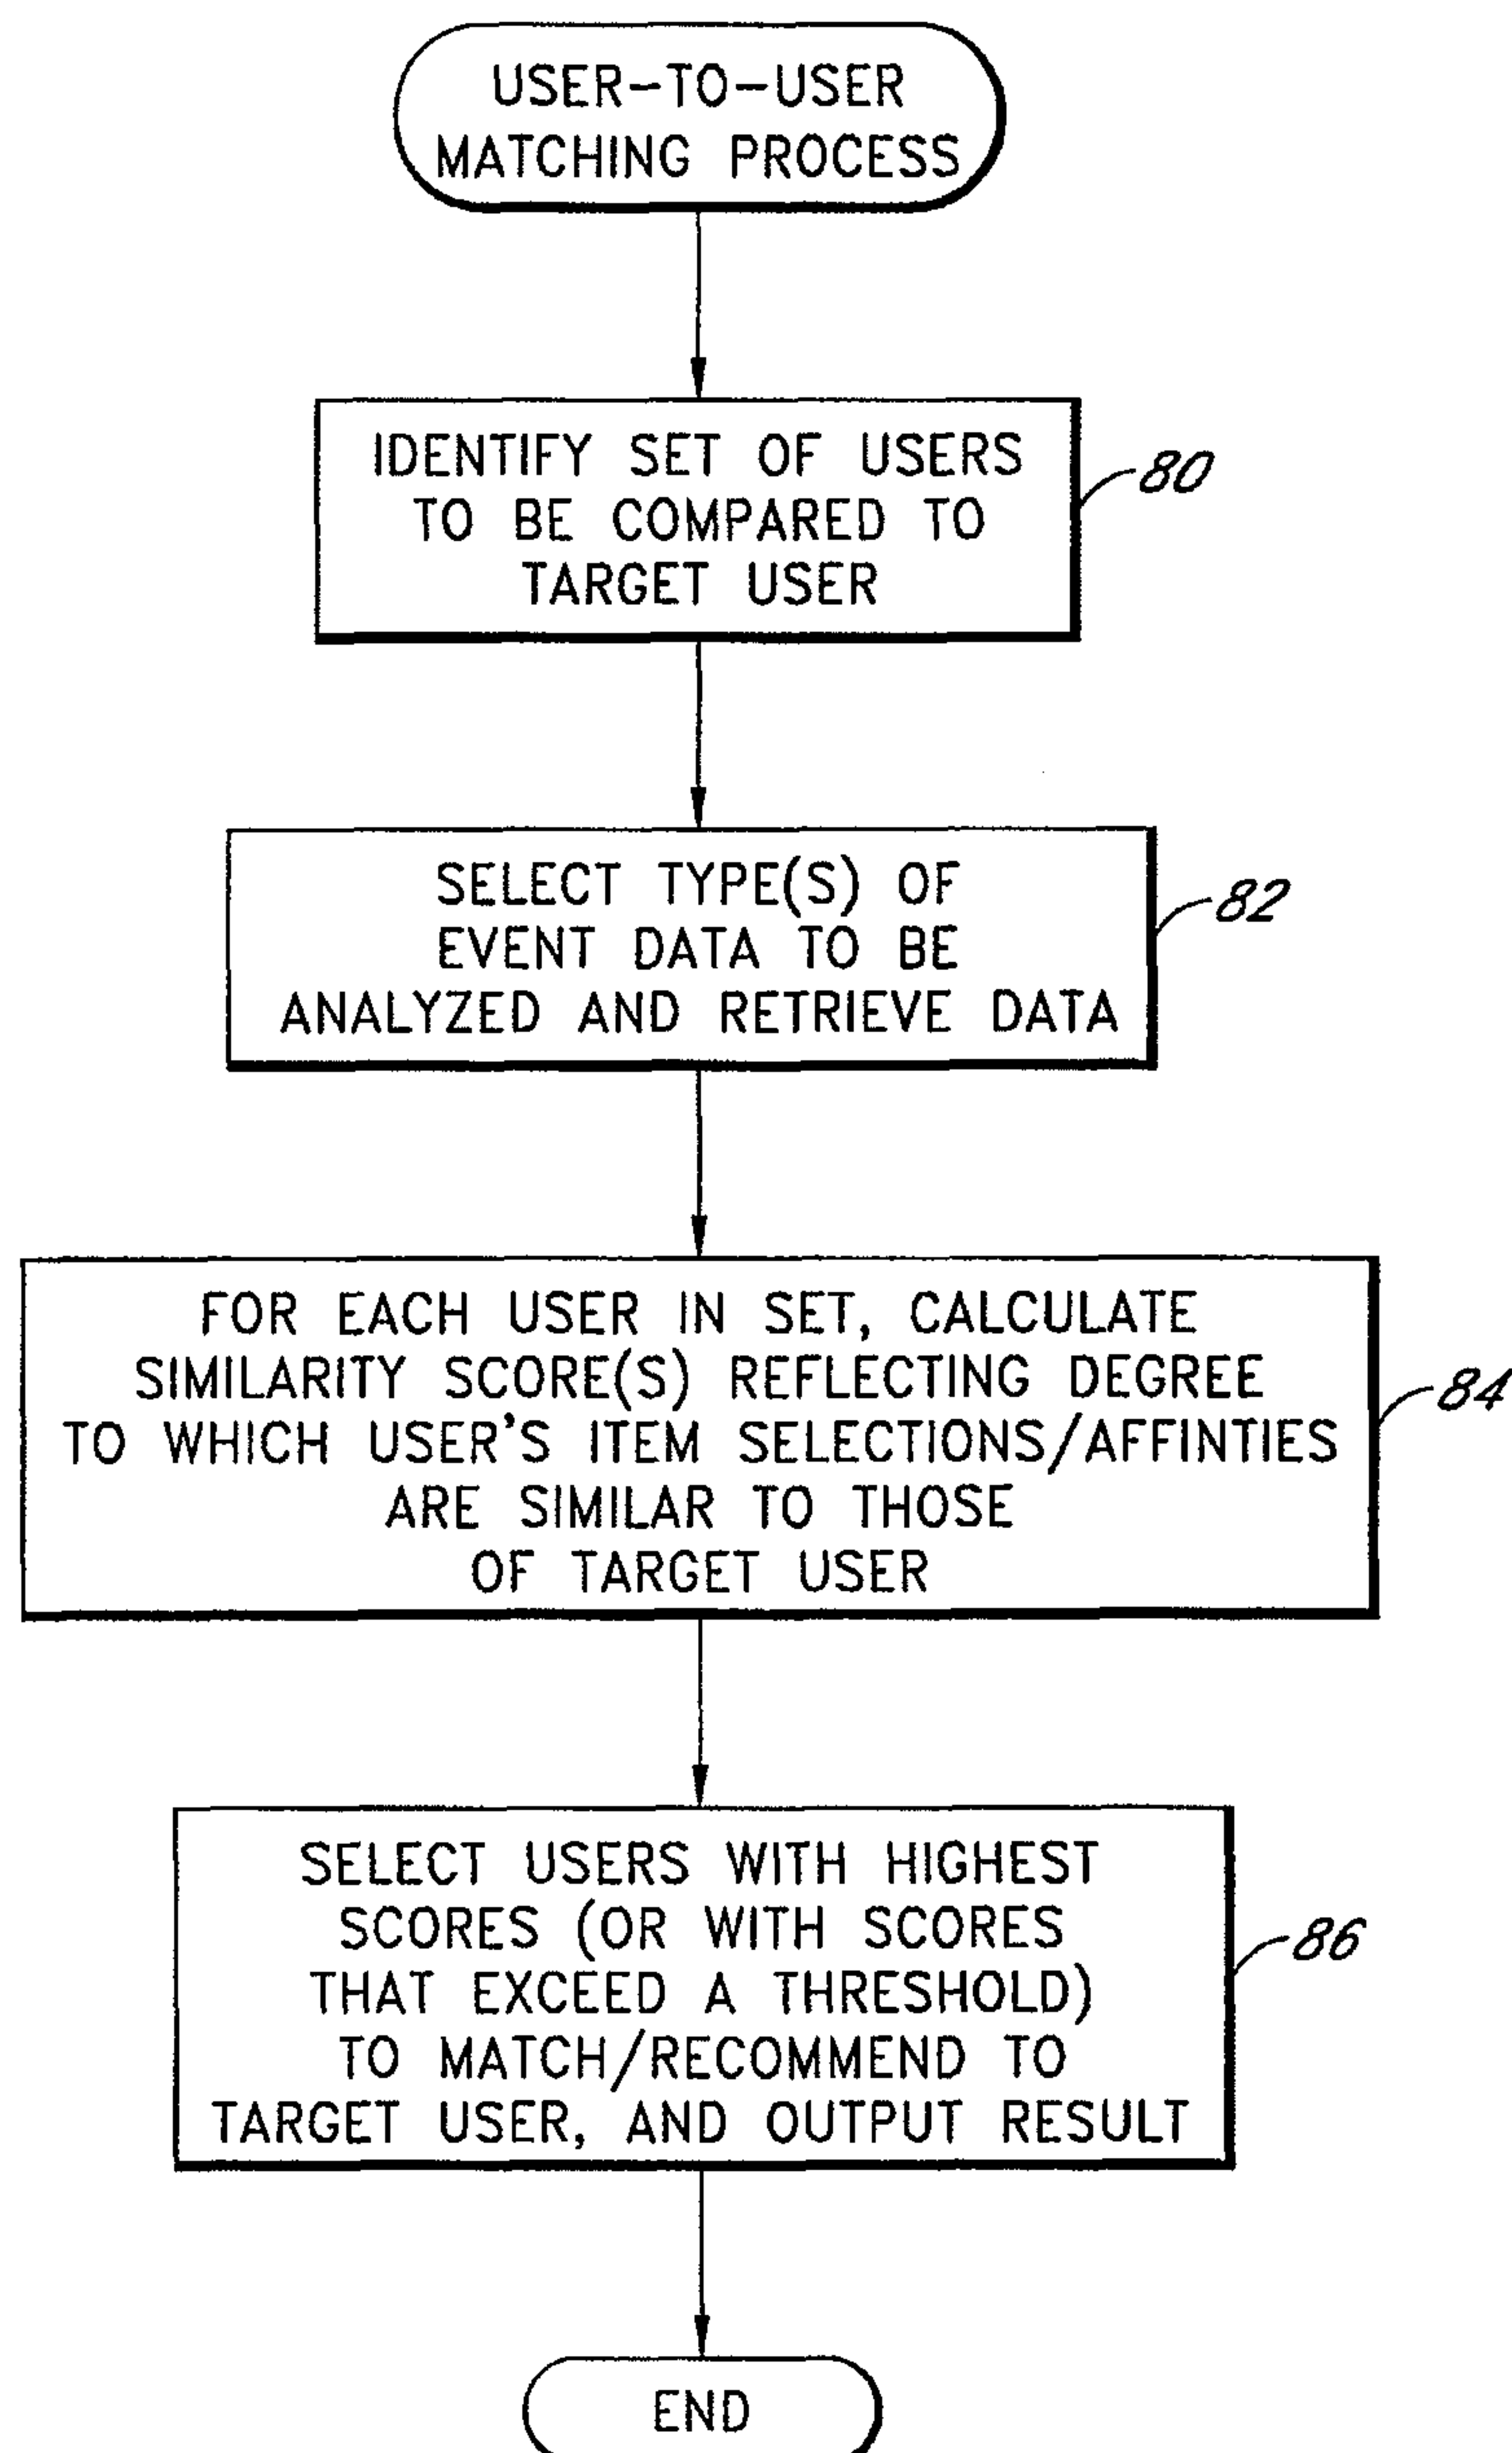 USER-TO-USER
MATCHING PROCESS
IDENTIFY SET OF USERS
TO BE COMPARED TO
TARGET USER
80
SELECT TYPE(S) OF
EVENT DATA TO BE
ANALYZED AND RETRIEVE DATA
82
FOR EACH USER IN SET, CALCULATE
SIMILARITY SCORE(S) REFLECTING DEGREE
TO WHICH USER'S ITEM SELECTIONS/AFFINTIES
ARE SIMILAR TO THOSE
OF TARGET USER
84
SELECT USERS WITH HIGHEST
SCORES (OR WITH SCORES
THAT EXCEED A THRESHOLD)
TO MATCH/RECOMMEND TO
TARGET USER, AND OUTPUT RESULT
86
END